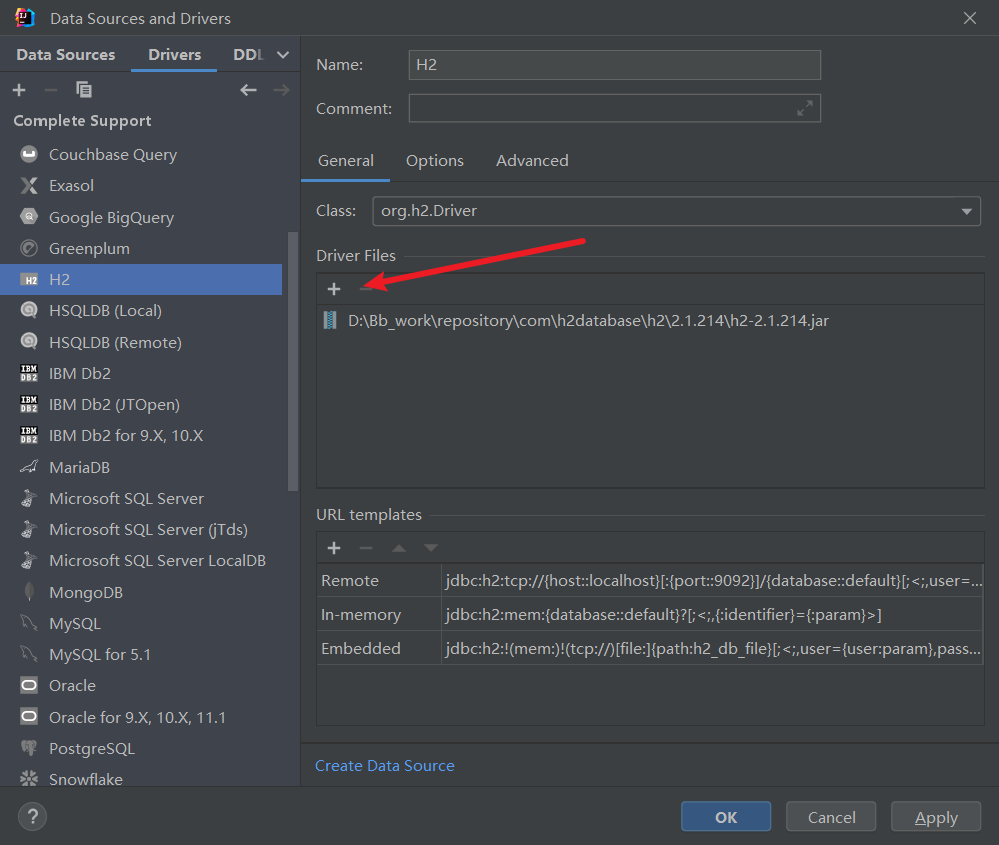 Data Sources and Drivers
Data Sources Drivers DDL
Complete Support
Couchbase Query
Exasol
Google BigQuery
Greenplum
H2
HSQLDB (Local)
HSQLDB (Remote)
IBM Db2
IBM Db2 (JTOpen)
IBM Db2 for 9.X, 10.X
MariaDB
Microsoft SQL Server
Microsoft SQL Server (jTds)
Microsoft SQL Server LocalDB
MongoDB
MySQL
MySQL for 5.1
Oracle
Oracle for 9.X, 10.X, 11.1
PostgreSQL
Snowflake
Name: H2
Comment:
General Options Advanced
Class: org.h2.Driver
Driver Files
D:\Bb_work\repository\com\h2database\h2\2.1.214\h2-2.1.214.jar
URL templates
Remote jdbc:h2:tcp://{host::localhost}[:{port::9092}]/{database::default}[;<;,user=...
In-memory jdbc:h2:mem:{database::default}?[;<;,{:identifier}={:param}>]
Embedded jdbc:h2:!(mem:)!(tcp://)[file:]{path:h2_db_file}[;<;,user={user:param},pass...
Create Data Source
? OK Cancel Apply